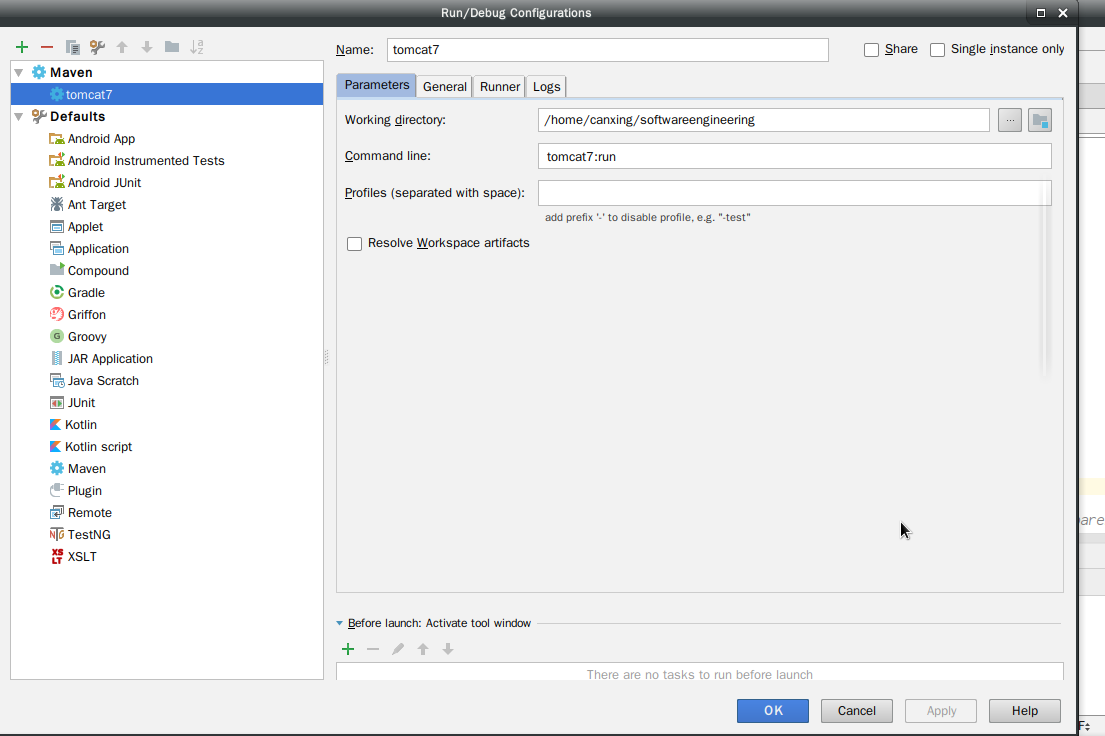 Run/Debug Configurations
Name: tomcat7 Share Single instance only
Maven
tomcat7
Defaults
Android App
Android Instrumented Tests
Android JUnit
Ant Target
Applet
Application
Compound
Gradle
Griffon
Groovy
JAR Application
Java Scratch
JUnit
Kotlin
Kotlin script
Maven
Plugin
Remote
TestNG
XSLT
Parameters General Runner Logs
Working directory: /home/canxing/softwareengineering ...
Command line: tomcat7:run
Profiles (separated with space):
add prefix '-' to disable profile, e.g. "-test"
Resolve Workspace artifacts
are
Before launch: Activate tool window
There are no tasks to run before launch
OK Cancel Apply Help